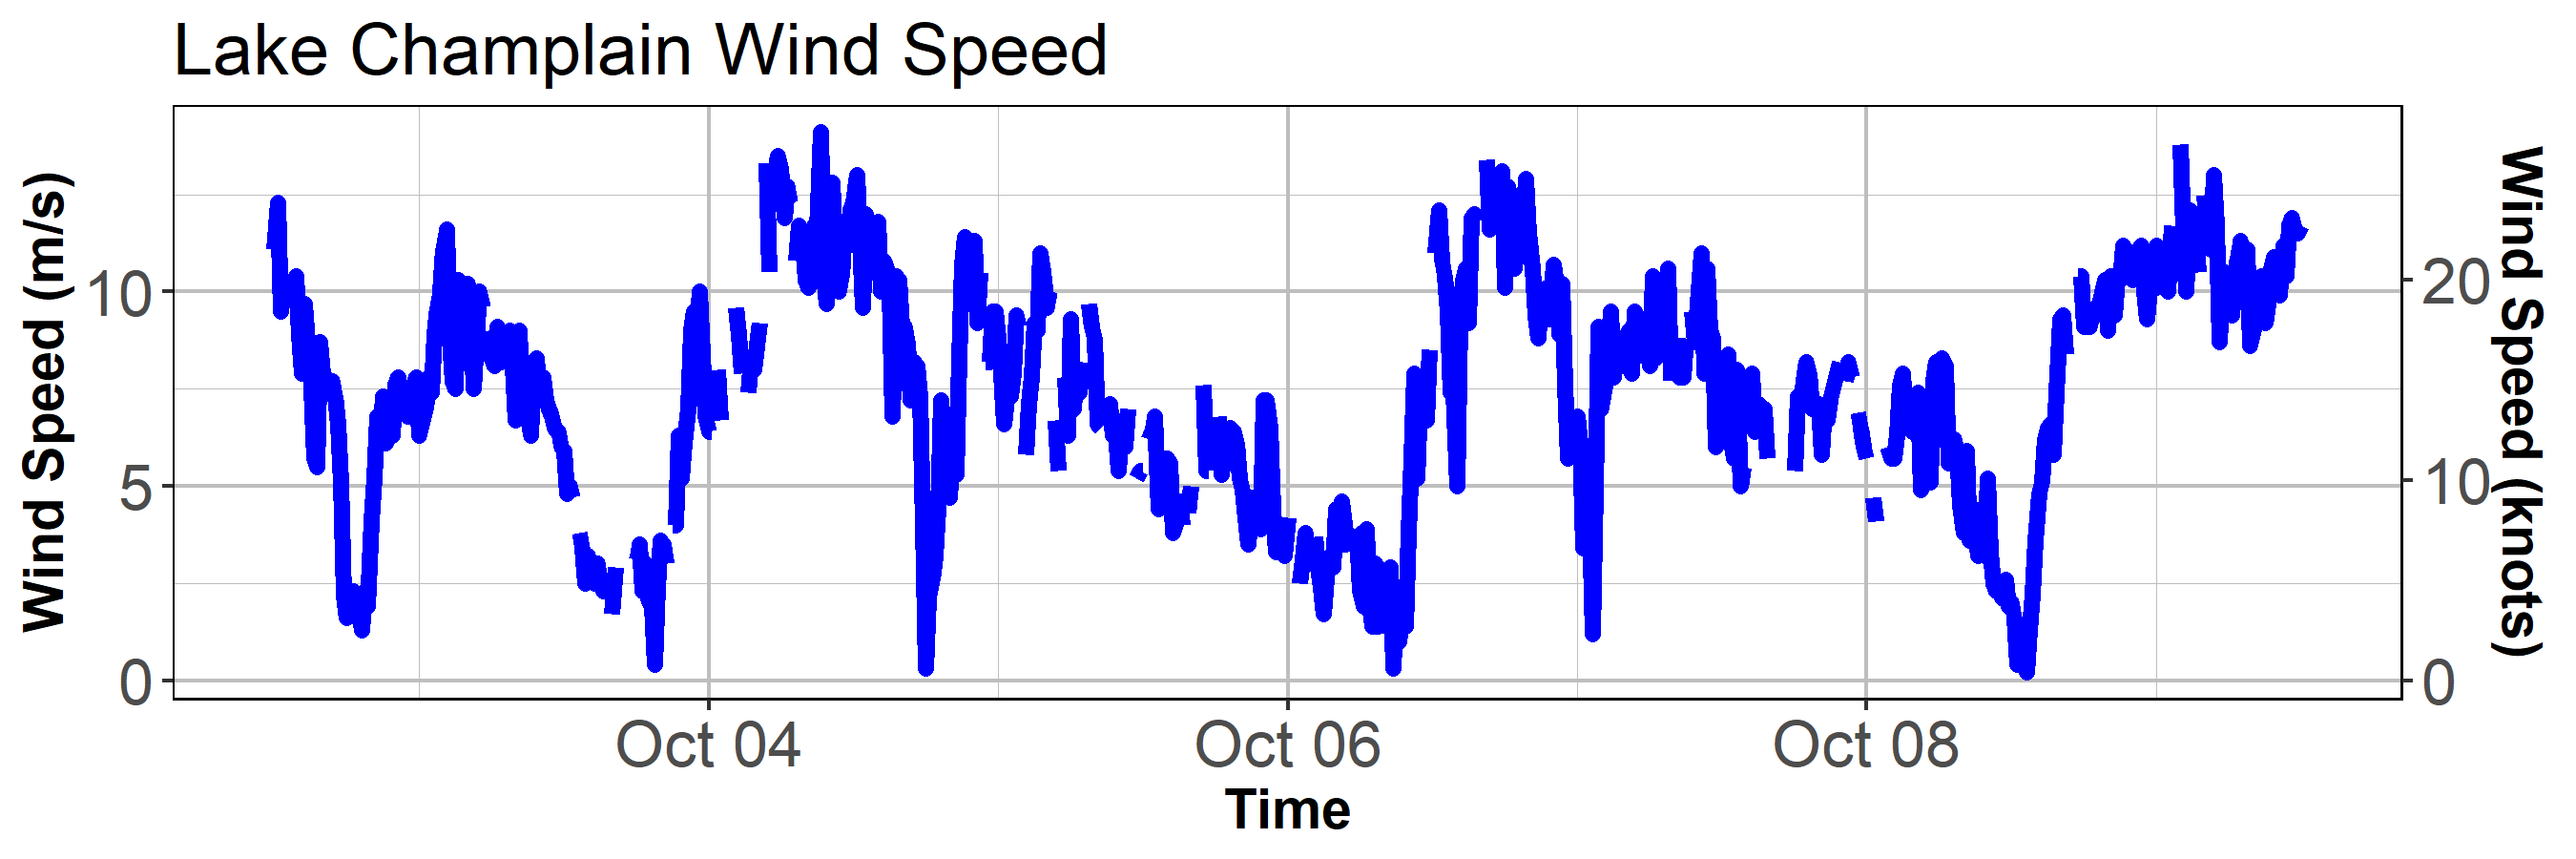 Lake Champlain Wind Speed
Wind Speed (m/s)
10
5
0
20
10
0
Wind Speed (knots)
Oct 04
Oct 06
Oct 08
Time